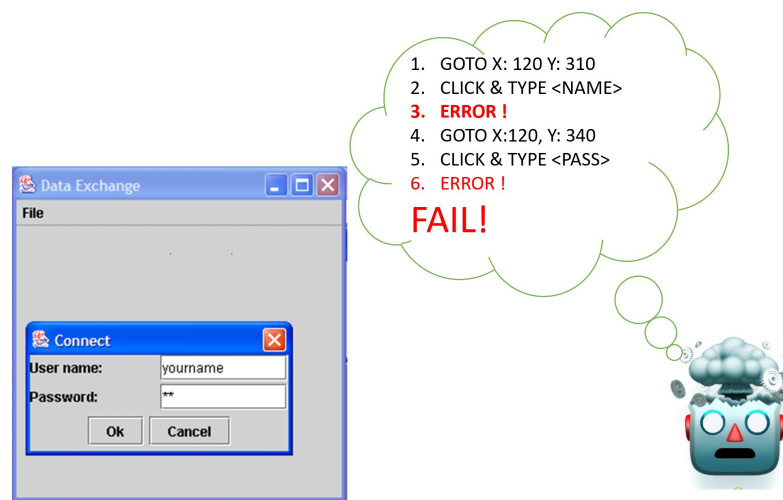 1. GOTO X: 120 Y: 310
2. CLICK & TYPE <NAME>
3. ERROR !
4. GOTO X:120, Y: 340
5. CLICK & TYPE <PASS>
6. ERROR !
FAIL!
Data Exchange
File
Connect
User name: yourname
Password: **
Ok Cancel